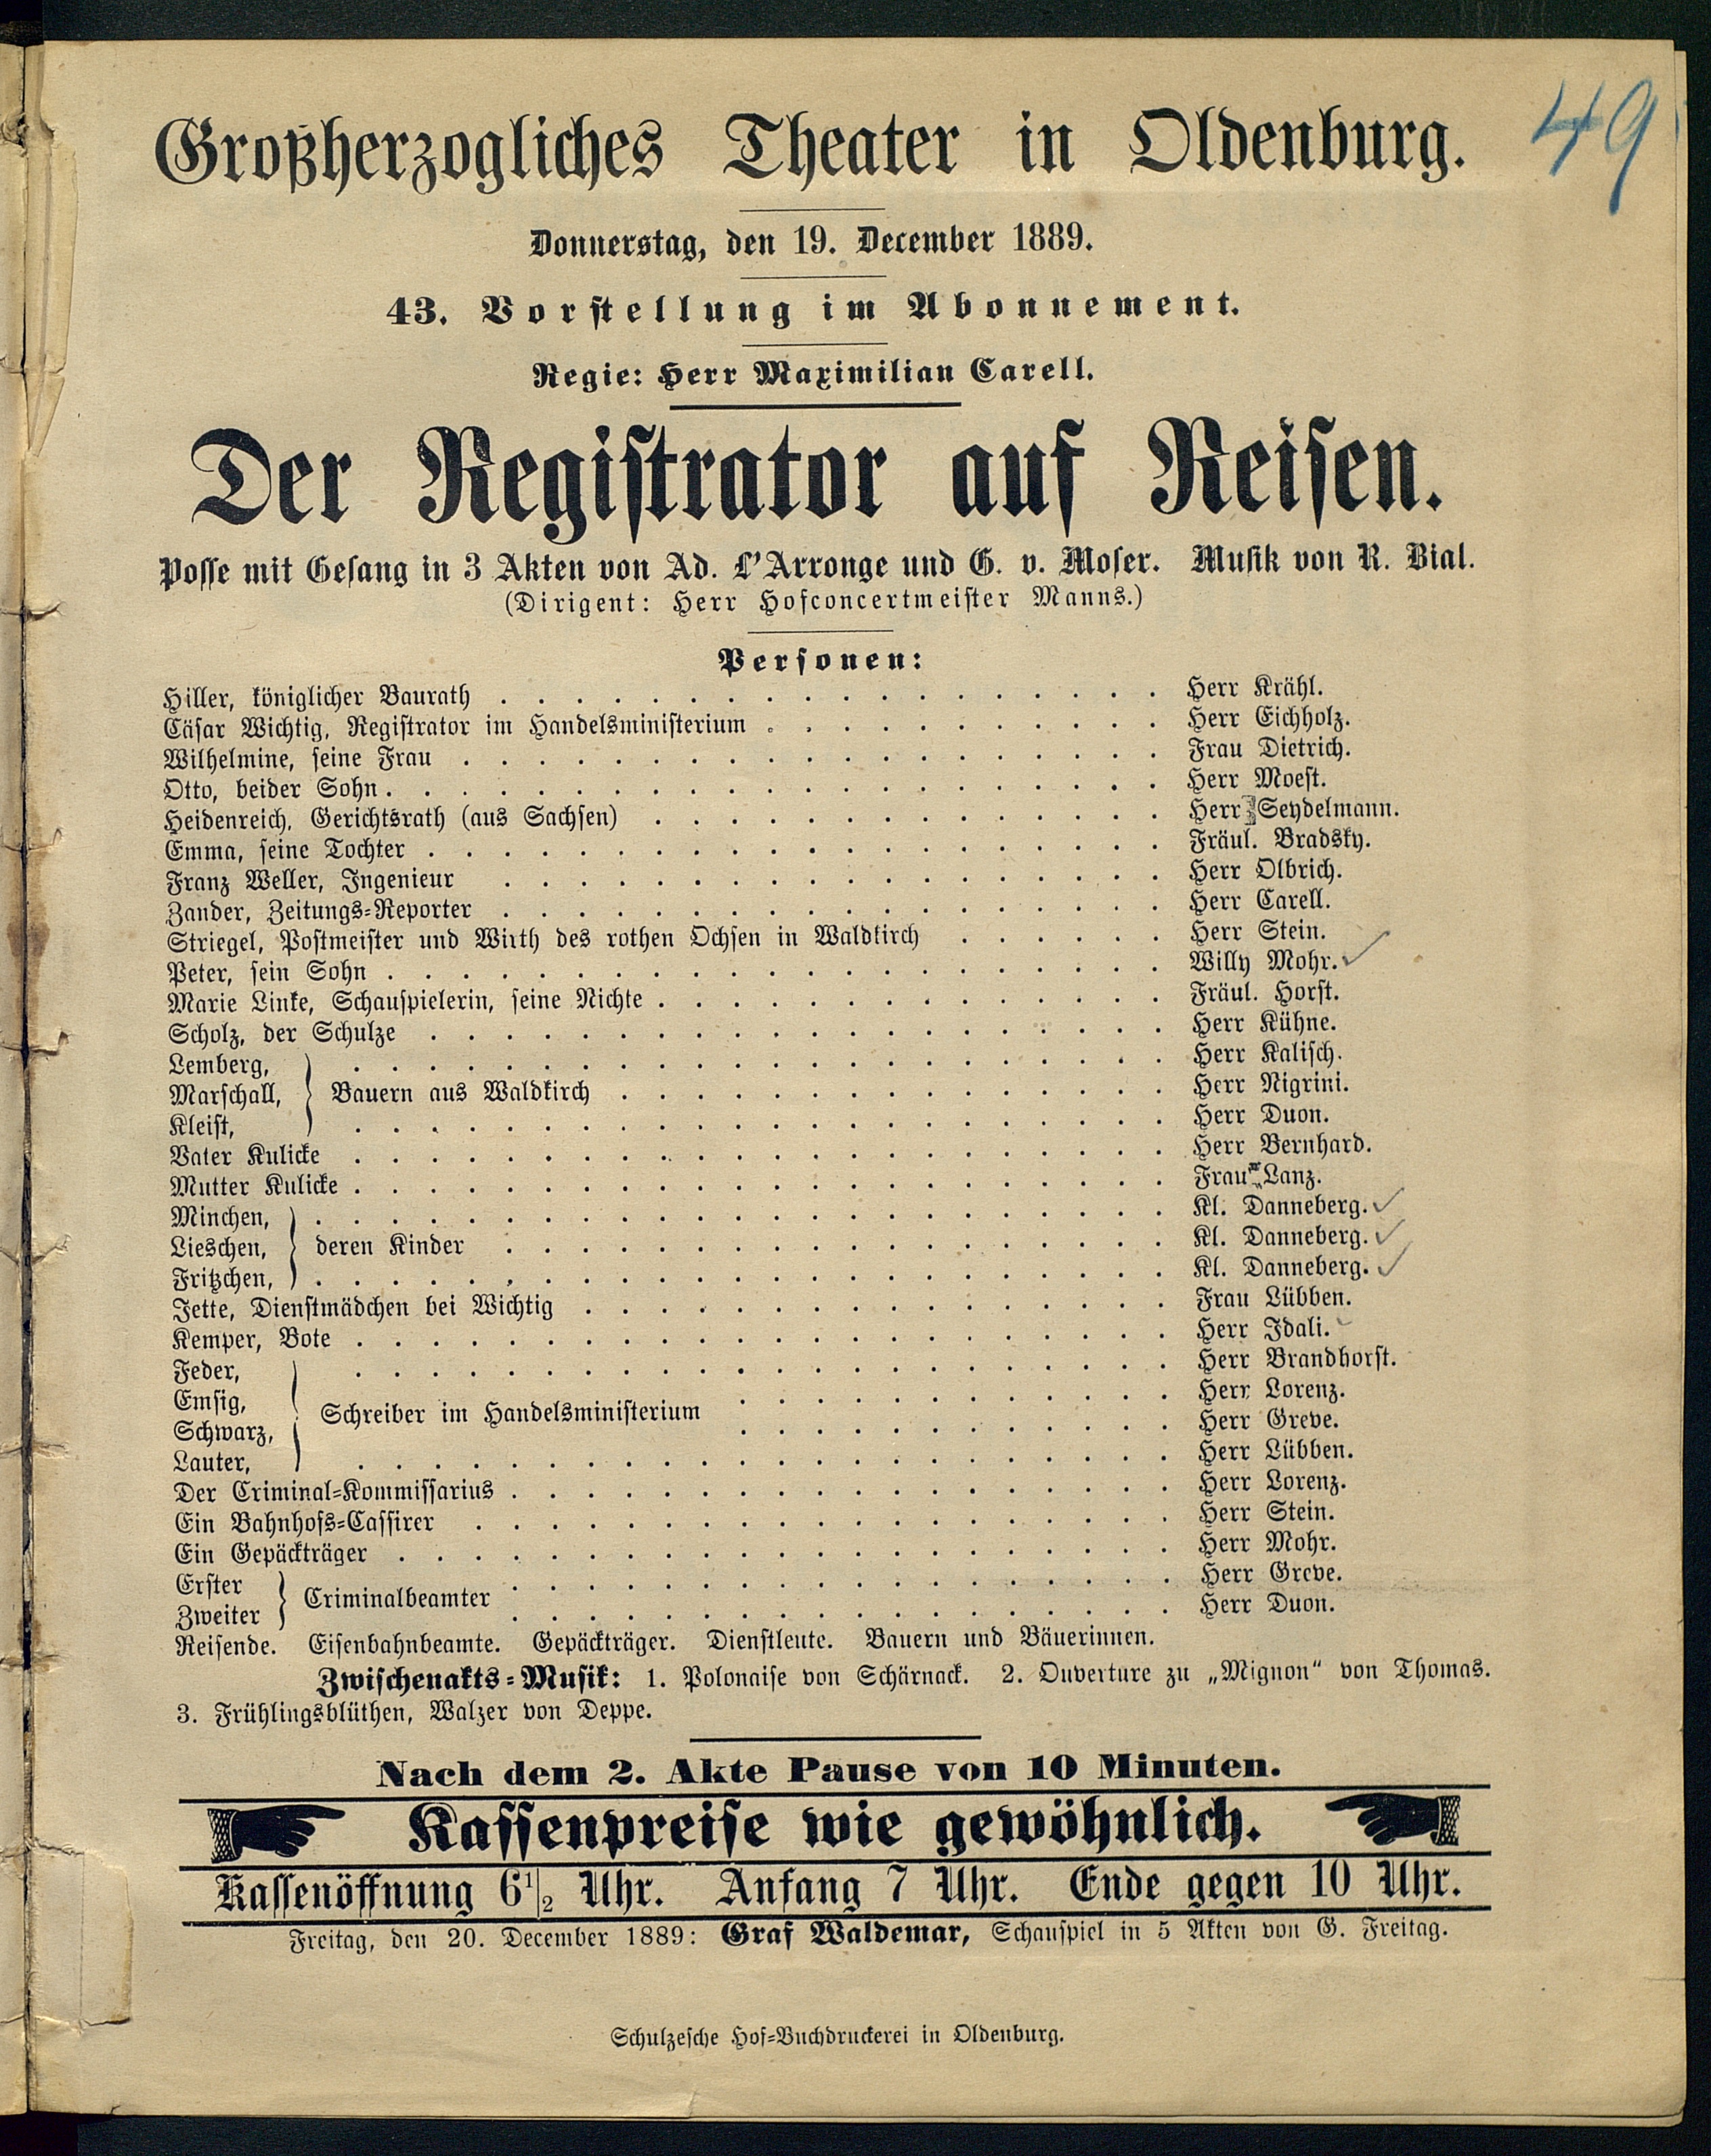 49
Großherzogliches Theater in Oldenburg.
Donnerstag, den 19. December 1889.
43. Vorstellung im Abonnement.
Regie: Herr Maximilian Carell.
Der Registrator auf Reisen.
Posse mit Gesang in 3 Akten von Ad. L'Arronge und G. v. Moser. Musik von R. Bial.
(Dirigent: Herr Hofconcertmeister Manns.)
Personen:
Hiller, königlicher Baurath . . . . . Herr Krähl.
Cäsar Wichtig, Registrator im Handelsministerium . . . . . Herr Eichholz.
Wilhelmine, seine Frau . . . . . Frau Dietrich.
Otto, beider Sohn . . . . . Herr Moest.
Heidenreich, Gerichtsrath (aus Sachsen) . . . . . Herr Seydelmann.
Emma, seine Tochter . . . . . Fräul. Bradsky.
Franz Weller, Ingenieur . . . . . Herr Olbrich.
Zander, Zeitungs-Reporter . . . . . Herr Carell.
Striegel, Postmeister und Wirth des rothen Ochsen in Waldkirch . . . . . Herr Stein.
Peter, sein Sohn . . . . . Willy Mohr. ✓
Marie Linke, Schauspielerin, seine Nichte . . . . . Fräul. Horst.
Scholz, der Schulze . . . . . Herr Kühne.
Lemberg, . . . . . Herr Kalisch.
Marschall, } Bauern aus Waldkirch . . . . . Herr Nigrini.
Kleist, . . . . . Herr Duon.
Vater Kulicke . . . . . Herr Bernhard.
Mutter Kulicke . . . . . Frau Lanz.
Minchen, . . . . . Kl. Danneberg. ✓
Lieschen, } deren Kinder . . . . . Kl. Danneberg. ✓
Fritzchen, . . . . . Kl. Danneberg. ✓
Jette, Dienstmädchen bei Wichtig . . . . . Frau Lübben.
Kemper, Bote . . . . . Herr Idali.
Feder, . . . . . Herr Brandhorst.
Emsig, } Schreiber im Handelsministerium . . . . . Herr Lorenz.
Schwarz, . . . . . Herr Greve.
Lauter, . . . . . Herr Lübben.
Der Criminal-Kommissarius . . . . . Herr Lorenz.
Ein Bahnhofs-Cassirer . . . . . Herr Stein.
Ein Gepäckträger . . . . . Herr Mohr.
Erster } Criminalbeamter . . . . . Herr Greve.
Zweiter . . . . . Herr Duon.
Reisende. Eisenbahnbeamte. Gepäckträger. Dienstleute. Bauern und Bäuerinnen.
Zwischenakts-Musik: 1. Polonaise von Schärnack. 2. Ouverture zu „Mignon“ von Thomas.
3. Frühlingsblüthen, Walzer von Deppe.
Nach dem 2. Akte Pause von 10 Minuten.
Kassenpreise wie gewöhnlich.
Kassenöffnung 6 1/2 Uhr. Anfang 7 Uhr. Ende gegen 10 Uhr.
Freitag, den 20. December 1889: Graf Waldemar, Schauspiel in 5 Akten von G. Freitag.
Schulzesche Hof-Buchdruckerei in Oldenburg.